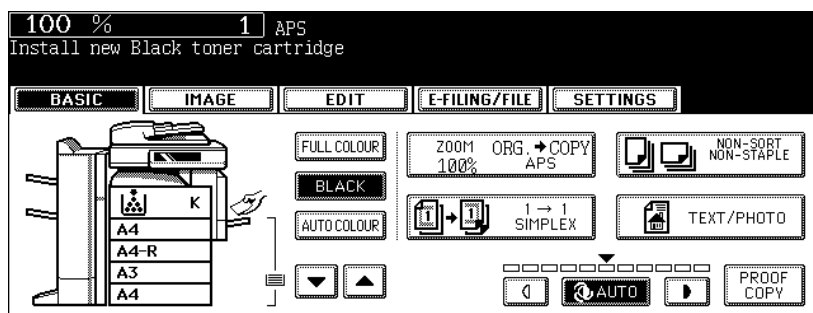 100 % 1 APS
Install new Black toner cartridge
BASIC IMAGE EDIT E-FILING/FILE SETTINGS
FULL COLOUR
BLACK
AUTO COLOUR
K
A4
A4-R
A3
A4
ZOOM ORG.➔COPY
100% APS
NON-SORT
NON-STAPLE
1 1
1 → 1
SIMPLEX
TEXT/PHOTO
AUTO
PROOF
COPY